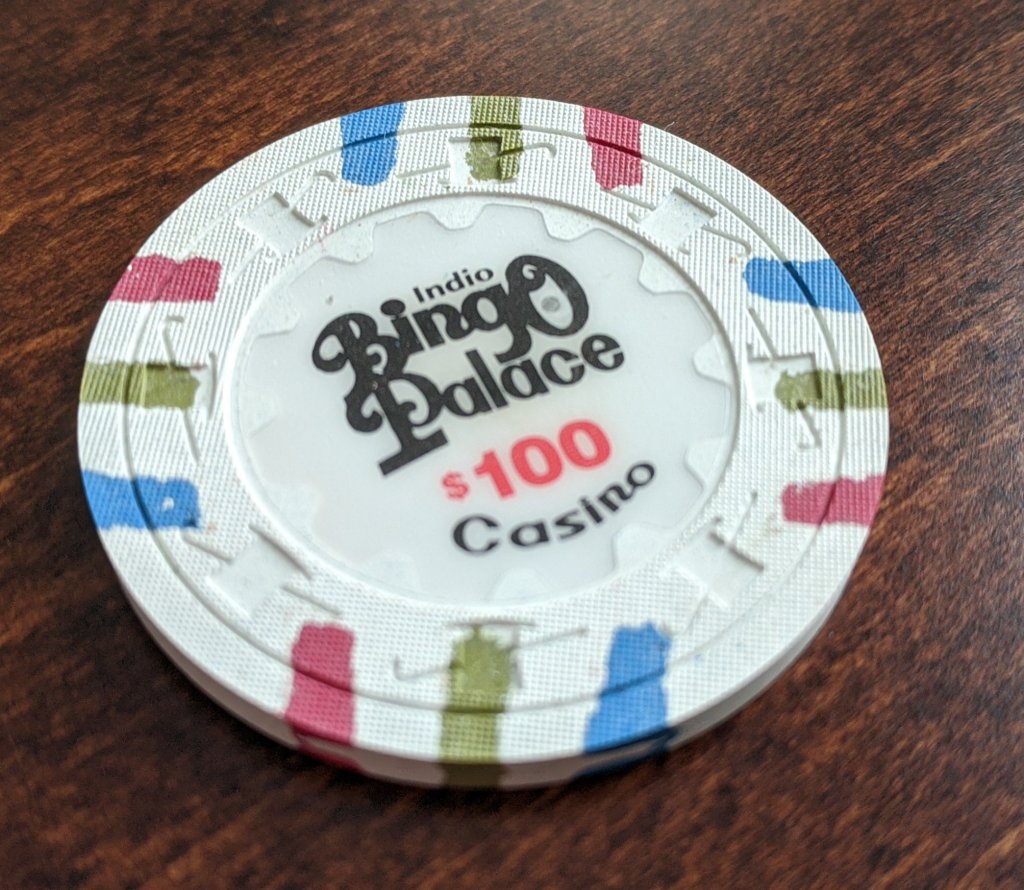 Indio
Bingo
Palace
$100
Casino